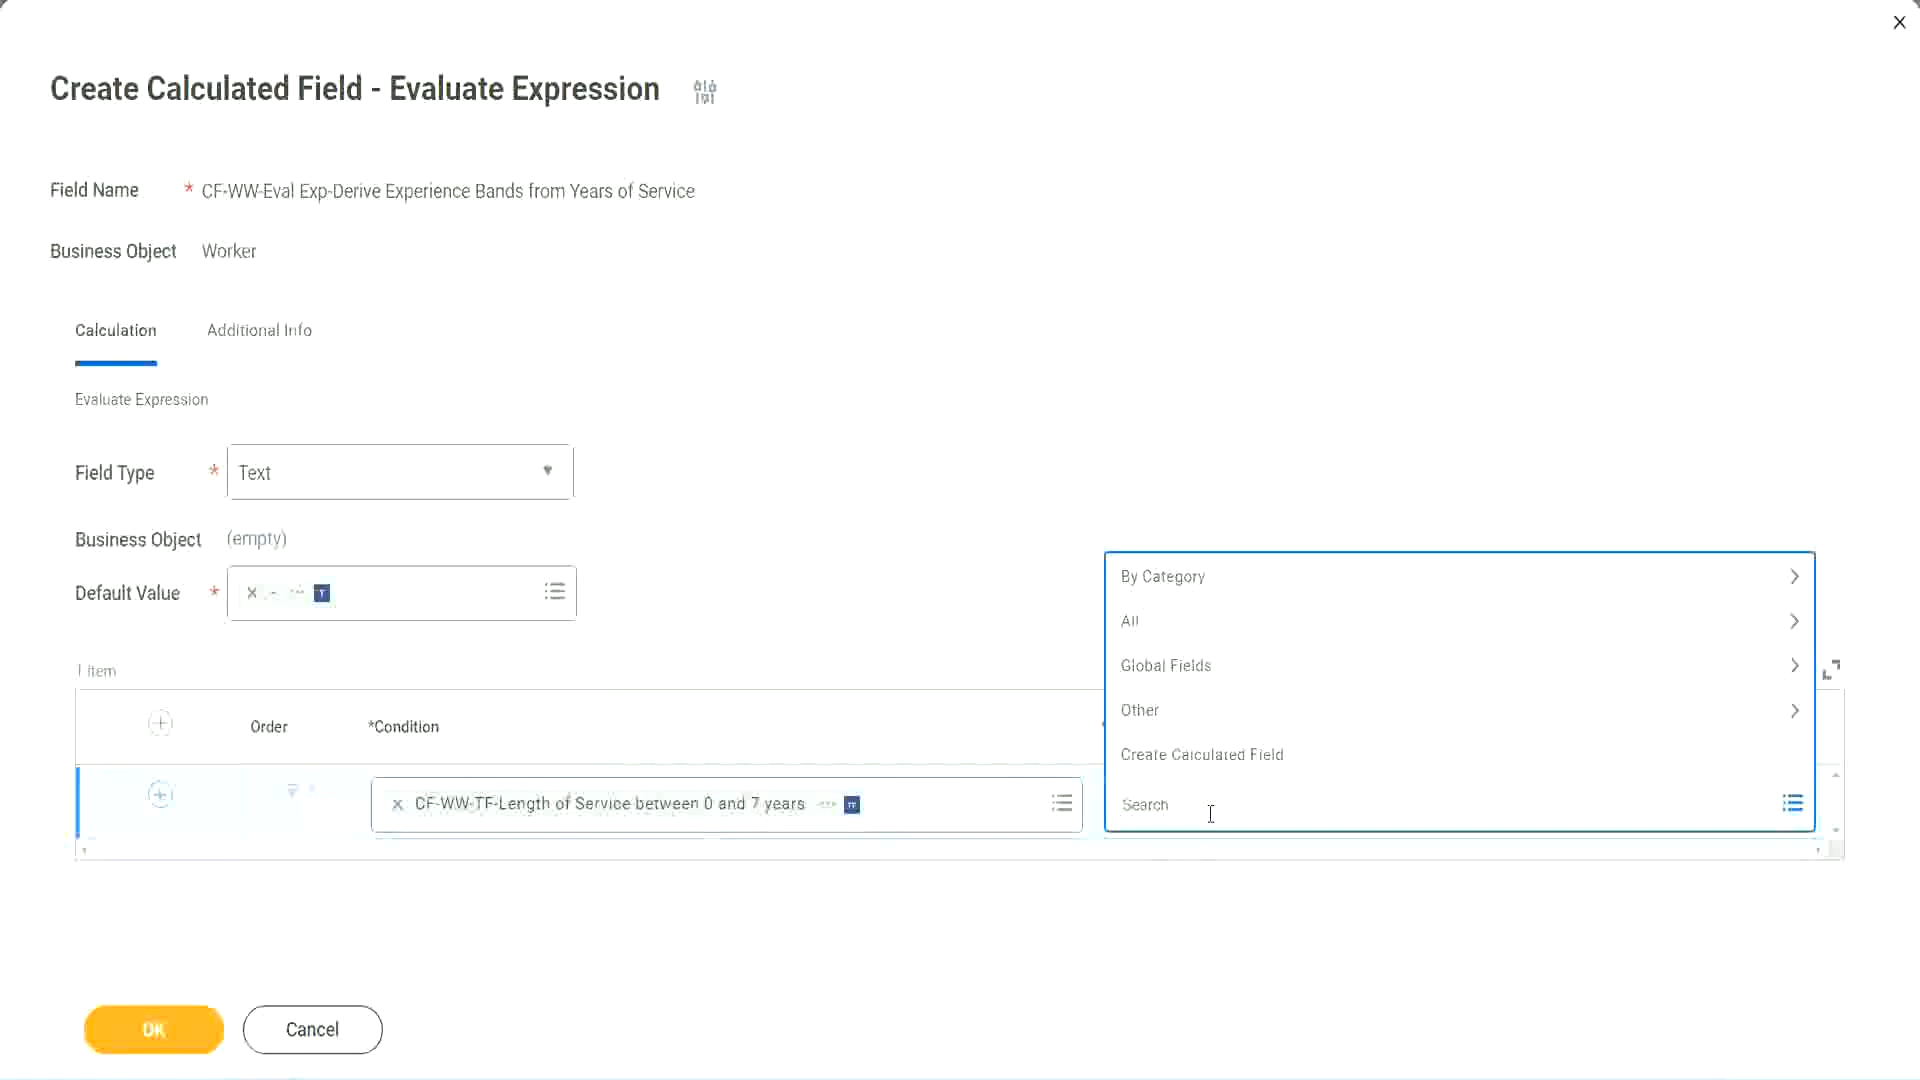 Create Calculated Field - Evaluate Expression
Field Name * CF-WW-Eval Exp-Derive Experience Bands from Years of Service
Business Object Worker
Calculation Additional Info
Evaluate Expression
Field Type * Text
Business Object (empty)
Default Value *
1 item
Order *Condition
CF-WW-TF-Length of Service between 0 and 7 years
By Category
All
Global Fields
Other
Create Calculated Field
Search
OK Cancel